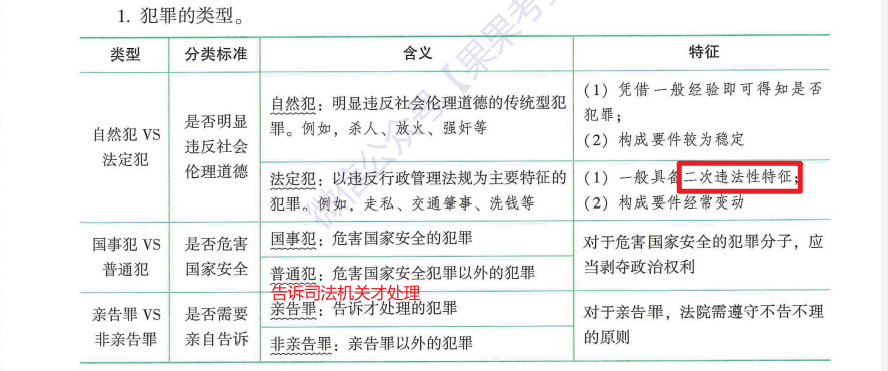 1. 犯罪的类型。
类型 分类标准 含义 特征
自然犯 VS 法定犯
是否明显违反社会伦理道德
自然犯：明显违反社会伦理道德的传统型犯
罪。例如，杀人、放火、强奸等
(1) 凭借一般经验即可得知是否
犯罪；
(2) 构成要件较为稳定
法定犯：以违反行政管理法规为主要特征的
犯罪。例如，走私、交通肇事、洗钱等
(1) 一般具备二次违法性特征；
(2) 构成要件经常变动
国事犯 VS
普通犯
是否危害
国家安全
国事犯：危害国家安全的犯罪
普通犯：危害国家安全犯罪以外的犯罪
对于危害国家安全的犯罪分子，应
当剥夺政治权利
告诉司法机关才处理
亲告罪 VS
非亲告罪
是否需要
亲自告诉
亲告罪：告诉才处理的犯罪
非亲告罪：亲告罪以外的犯罪
对于亲告罪，法院需遵守不告不理
的原则
微信公众号【果果考